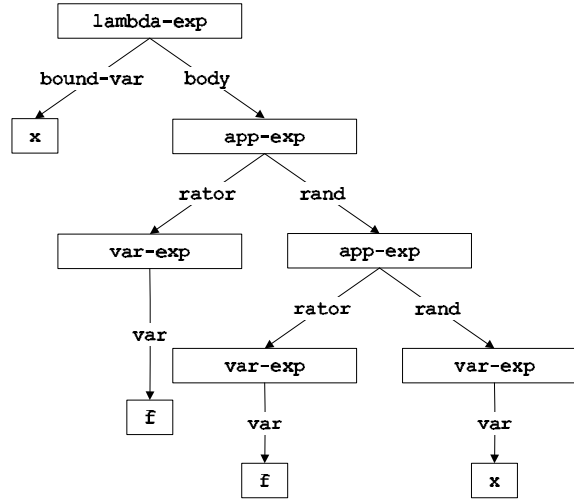 lambda-exp
bound-var body
x
app-exp
rator rand
var-exp app-exp
rator rand
var
var-exp var-exp
f
var var
f x